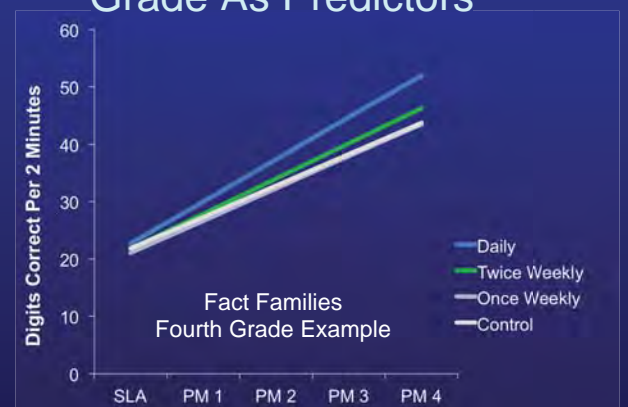 Grade As Predictors
60
50
40
30
20
10
0
Digits Correct Per 2 Minutes
Fact Families
Fourth Grade Example
Daily
Twice Weekly
Once Weekly
Control
SLA PM 1 PM 2 PM 3 PM 4